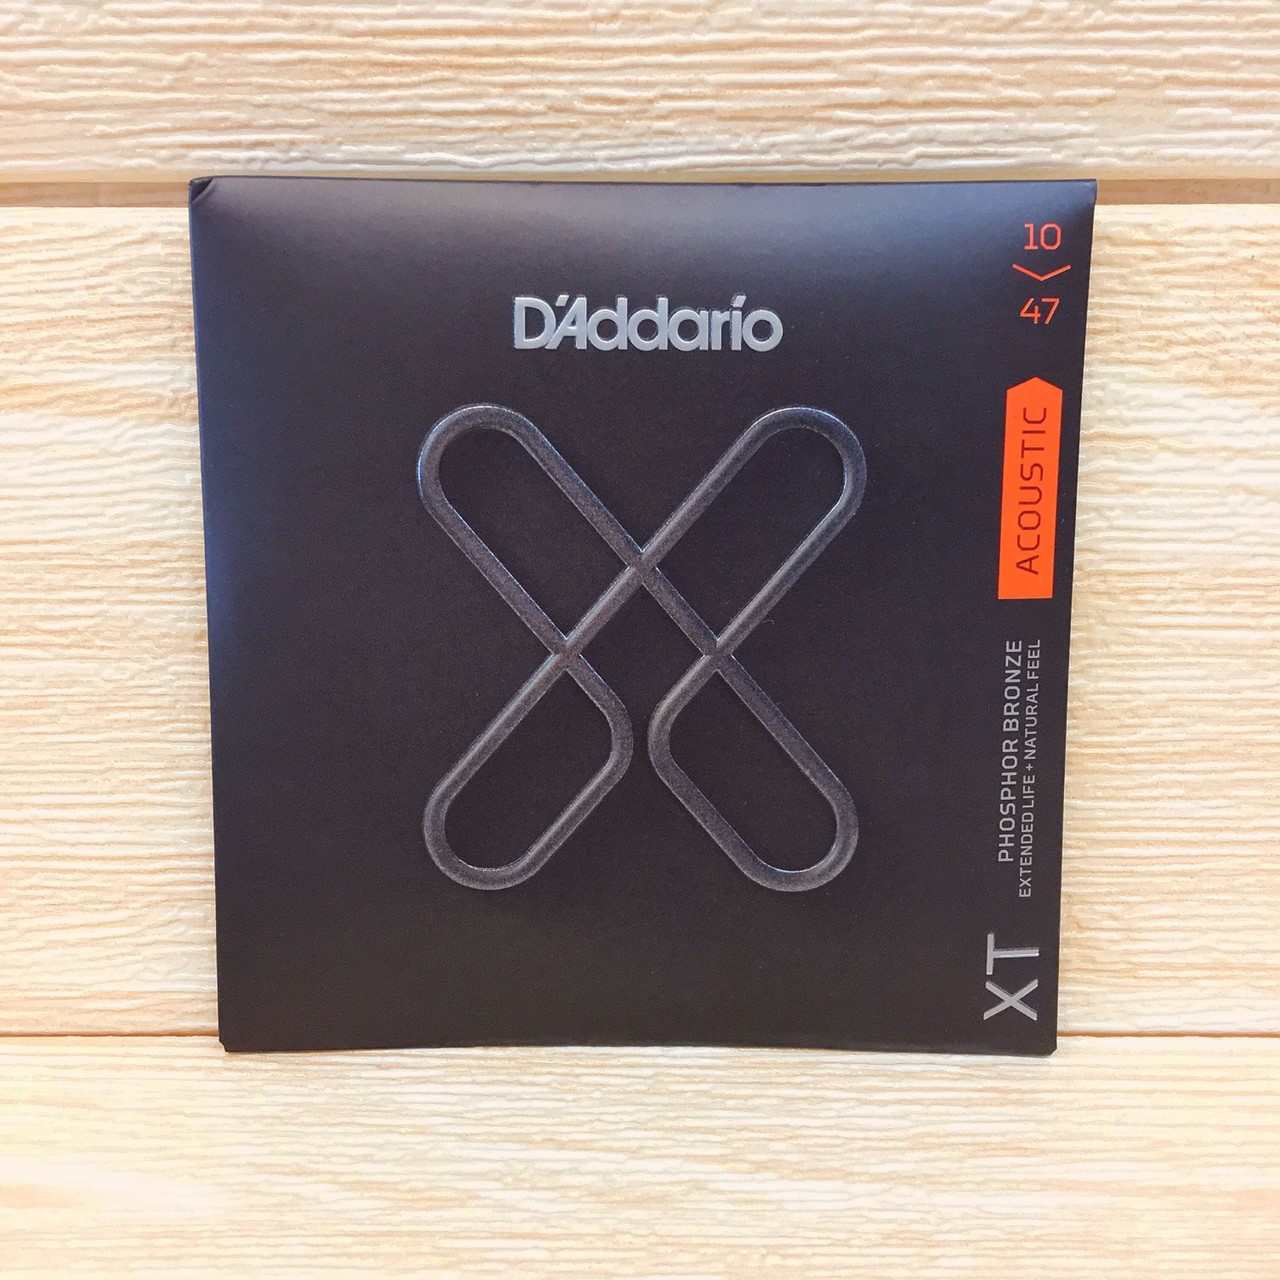 D'Addario
10
47
ACOUSTIC
PHOSPHOR BRONZE
EXTENDED LIFE + NATURAL FEEL
XT